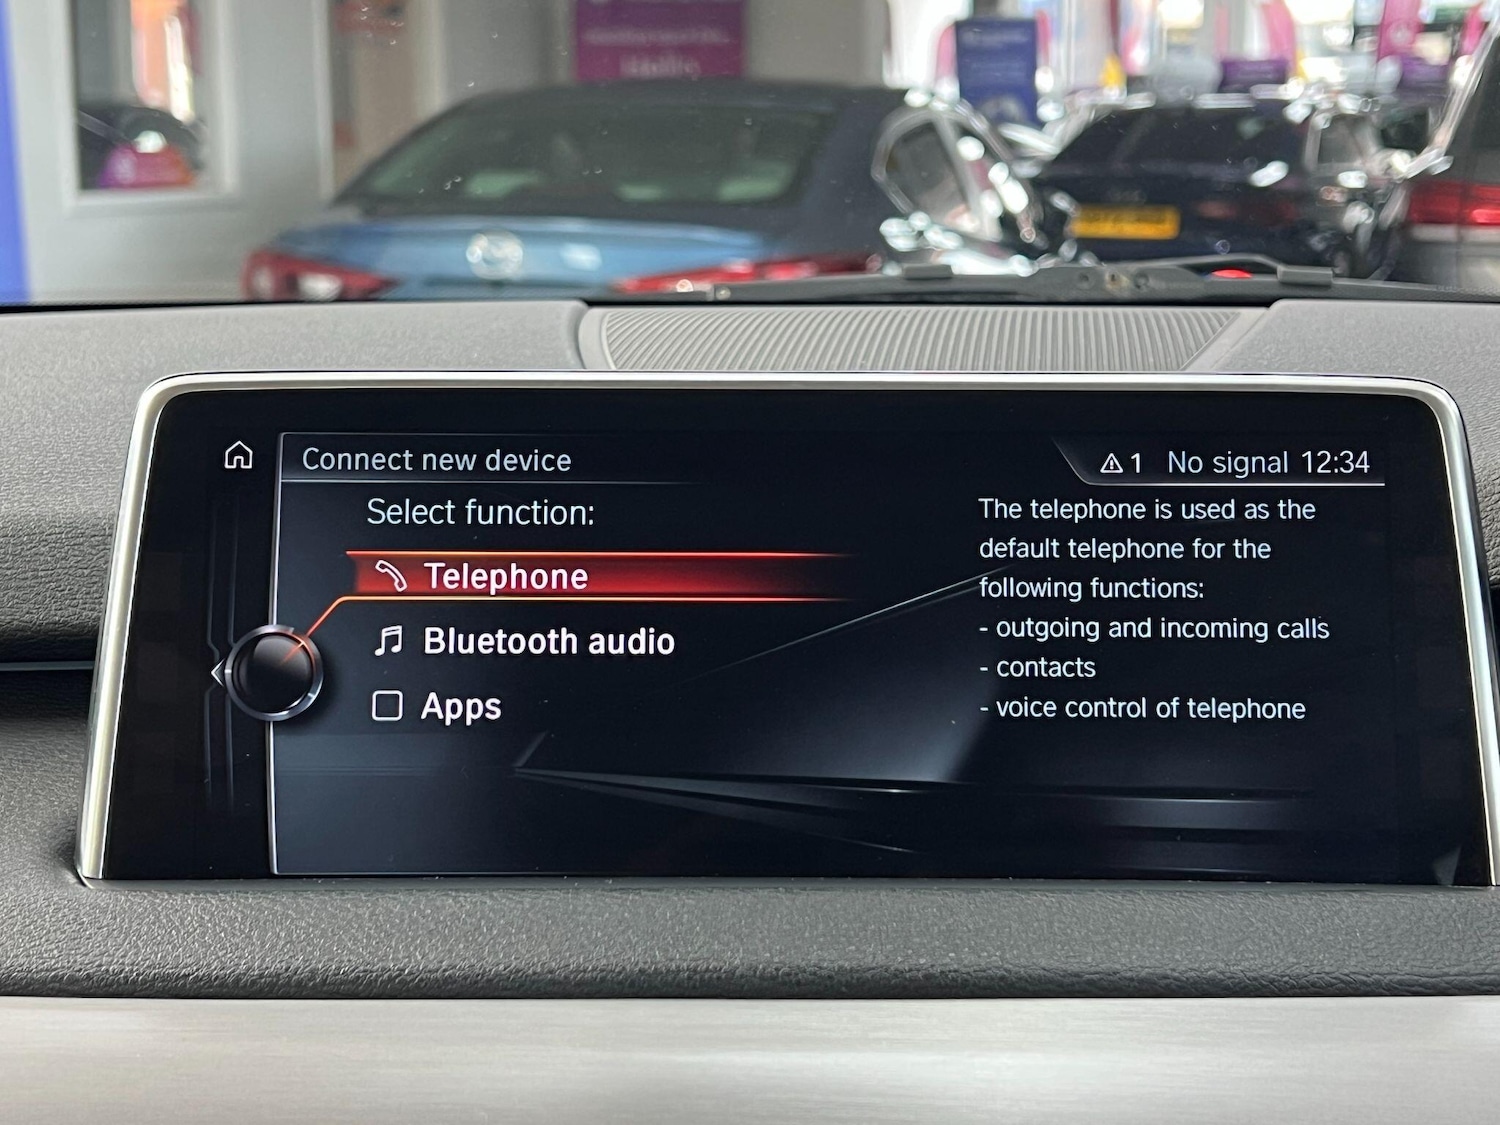 Connect new device
1 No signal 12:34
Select function:
Telephone
Bluetooth audio
Apps
The telephone is used as the
default telephone for the
following functions:
- outgoing and incoming calls
- contacts
- voice control of telephone